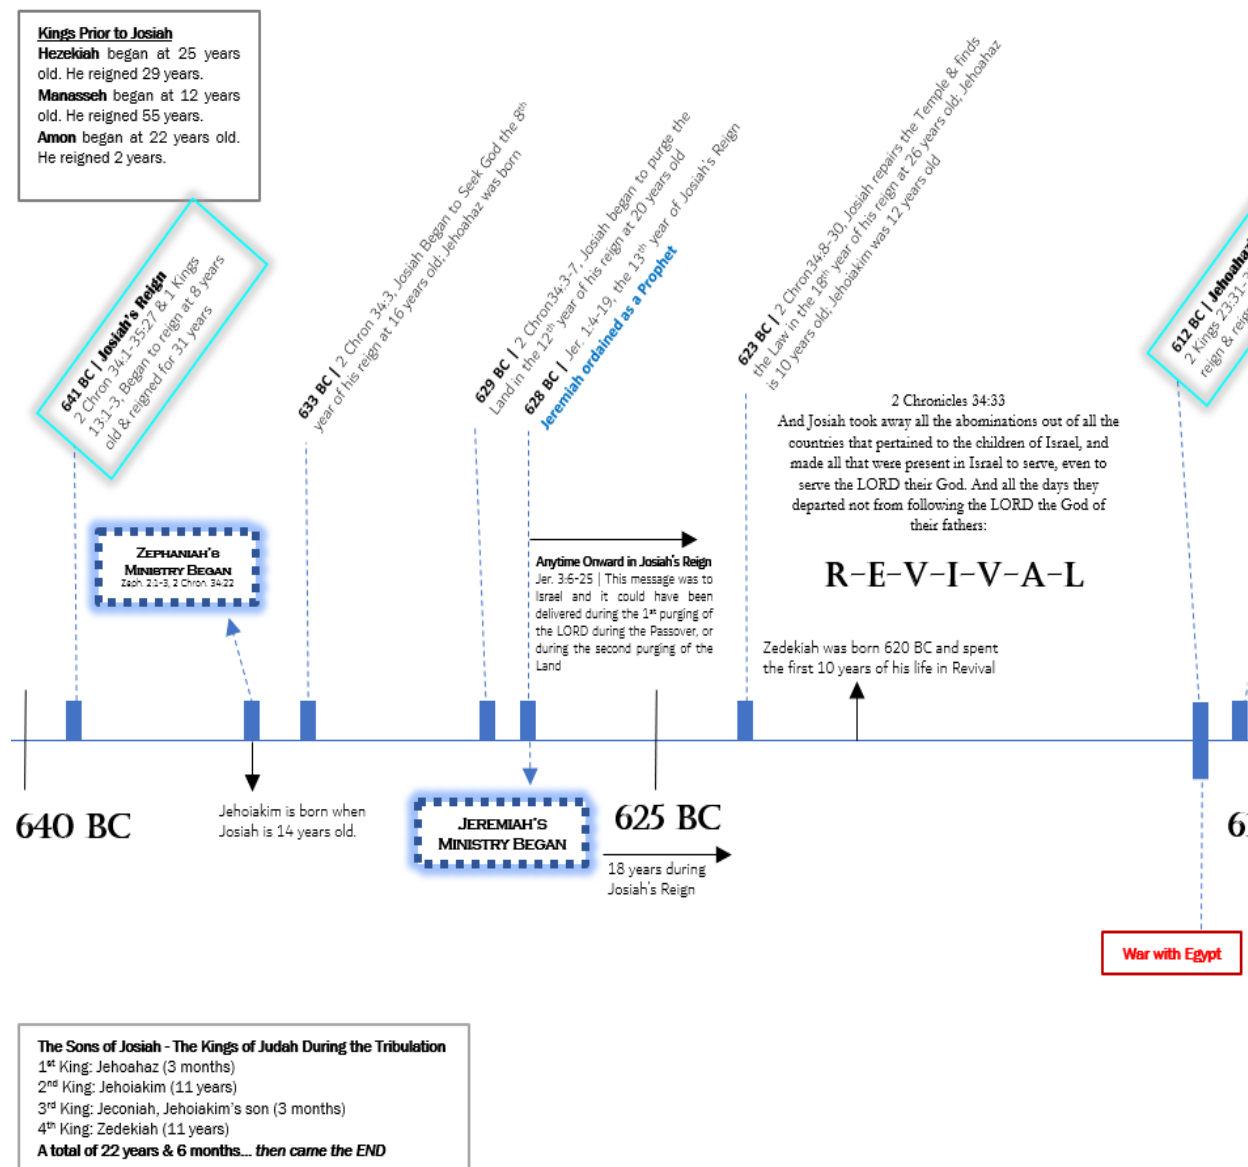 Kings Prior to Josiah
Hezekiah began at 25 years
old. He reigned 29 years.
Manasseh began at 12 years
old. He reigned 55 years.
Amon began at 22 years old.
He reigned 2 years.
641 BC | Josiah's Reign
2 Chron 34:1-35:27 & 1 Kings
13:1-3, Began to reign at 8 years
old & reigned for 31 years
633 BC | 2 Chron 34:3, Josiah Began to Seek God the 8th
year of his reign at 16 years old; Jehoahaz was born
629 BC | 2 Chron34:3-7, Josiah began to purge the
Land in the 12th year of his reign at 20 years old
628 BC | Jer. 1:4-19, the 13th year of Josiah's Reign
Jeremiah ordained as a Prophet
623 BC | 2 Chron34:8-30, Josiah repairs the Temple & finds
the Law in the 18th year of his reign at 26 years old; Jehoahaz
is 10 years old; Jehoiakim was 12 years old
612 BC | Jehoahaz
2 Kings 23:31-3
reign & reign
2 Chronicles 34:33
And Josiah took away all the abominations out of all the
countries that pertained to the children of Israel, and
made all that were present in Israel to serve, even to
serve the LORD their God. And all the days they
departed not from following the LORD the God of
their fathers:
R-E-V-I-V-A-L
ZEPHANIAH'S
MINISTRY BEGAN
Zeph. 2:1-3, 2 Chron. 34:22
Anytime Onward in Josiah's Reign
Jer. 3:6-25 | This message was to
Israel and it could have been
delivered during the 1st purging of
the LORD during the Passover, or
during the second purging of the
Land
Zedekiah was born 620 BC and spent
the first 10 years of his life in Revival
640 BC
Jehoiakim is born when
Josiah is 14 years old.
JEREMIAH'S
MINISTRY BEGAN
625 BC
18 years during
Josiah's Reign
61
War with Egypt
The Sons of Josiah - The Kings of Judah During the Tribulation
1st King: Jehoahaz (3 months)
2nd King: Jehoiakim (11 years)
3rd King: Jeconiah, Jehoiakim's son (3 months)
4th King: Zedekiah (11 years)
A total of 22 years & 6 months... then came the END